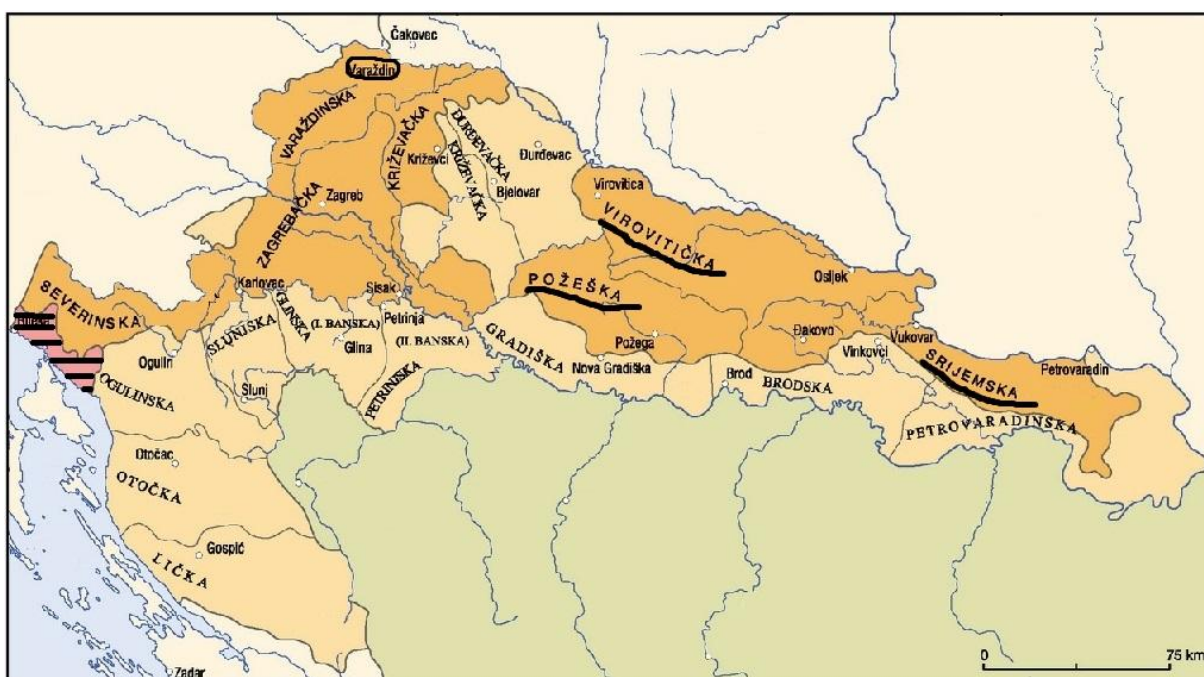 Čakovec
Varaždin
VARAŽDINSKA
KRIŽEVAČKA
ĐURĐEVAČKA
KRIŽEVAČKA
Križevci
Đurđevac
Bjelovar
Virovitica
VIROVITIČKA
Zagreb
ZAGREBAČKA
Osijek
POŽEŠKA
SEVERINSKA
Karlovac
Sisak
Petrinja
GLINSKA
(I. BANSKA)
Glina
(II. BANSKA)
PETRINJSKA
SLUNJSKA
Slunj
Ogulin
OGULINSKA
GRADIŠKA
Požega
Nova Gradiška
Đakovo
Vukovar
Vinkovci
SRIJEMSKA
Petrovaradin
Brod
BRODSKA
PETROVARADINSKA
Otočac
OTOČKA
Gospić
LIČKA
Zadar
0 75 km